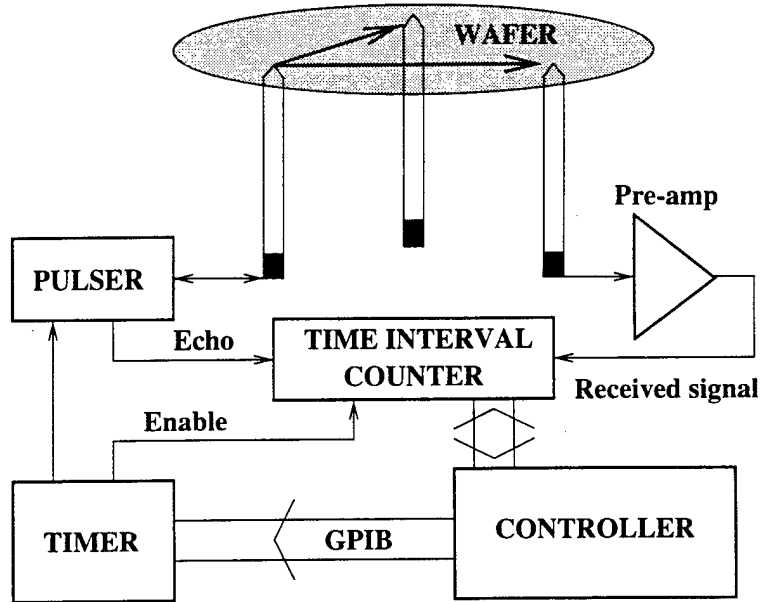 WAFER
Pre-amp
PULSER
Echo
TIME INTERVAL
COUNTER
Received signal
Enable
TIMER
GPIB
CONTROLLER